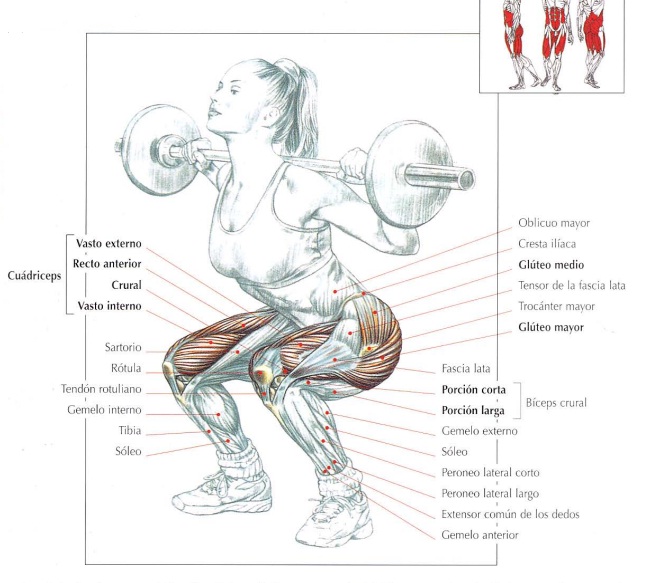 Vasto externo
Recto anterior
Cuádriceps
Crural
Vasto interno
Sartorio
Rótula
Tendón rotuliano
Gemelo interno
Tibia
Sóleo
Oblicuo mayor
Cresta ilíaca
Glúteo medio
Tensor de la fascia lata
Trocánter mayor
Glúteo mayor
Fascia lata
Porción corta
Bíceps crural
Porción larga
Gemelo externo
Sóleo
Peroneo lateral corto
Peroneo lateral largo
Extensor común de los dedos
Gemelo anterior